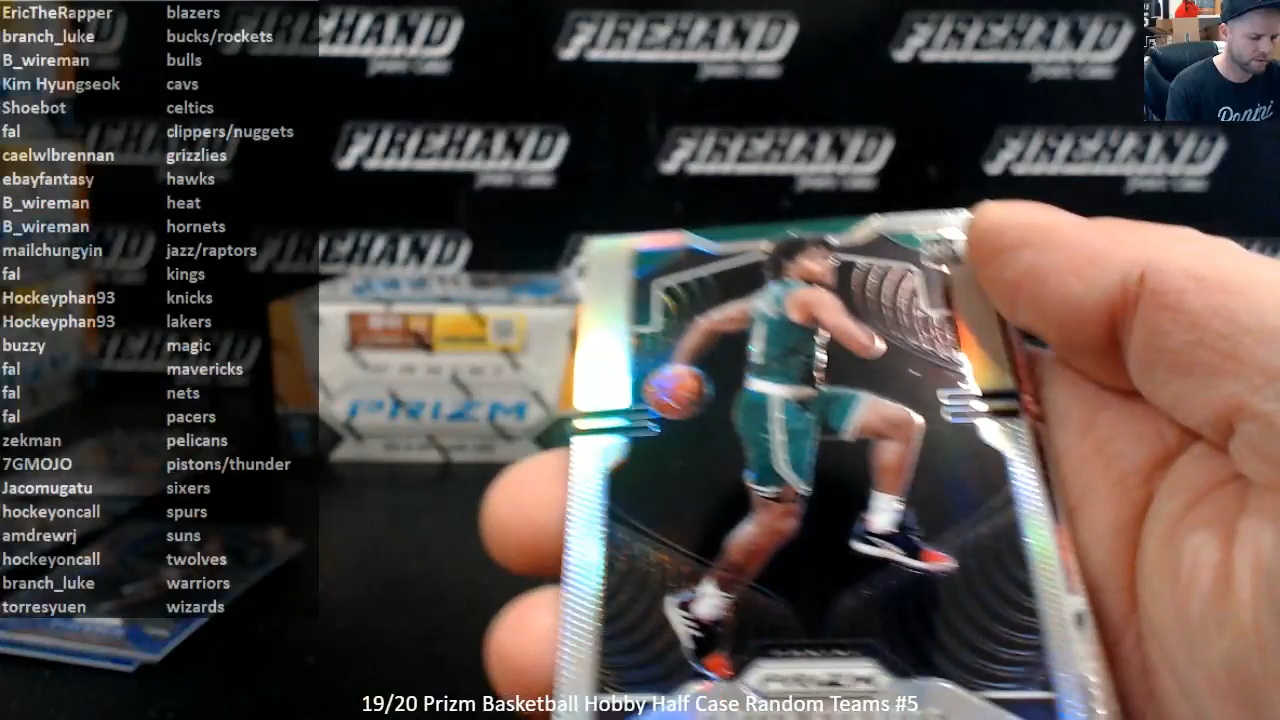 EricTheRapper blazers
branch_luke bucks/rockets
B_wireman bulls
Kim Hyungseok cavs
Shoebot celtics
fal clippers/nuggets
caelwlbrennan grizzlies
ebayfantasy hawks
B_wireman heat
B_wireman hornets
mailchungyin jazz/raptors
fal kings
Hockeyphan93 knicks
Hockeyphan93 lakers
buzzy magic
fal mavericks
fal nets
fal pacers
zekman pelicans
7GMOJO pistons/thunder
Jacomugatu sixers
hockeyoncall spurs
amdrewrj suns
hockeyoncall twolves
branch_luke warriors
torresyuen wizards
FIREHAND
FIREHAND
FIREHAND
FIREHAND
FIREHAND
FIREHAND
FIREHAND
Panini
PRIZM
PANINI
PRIZM
19/20 Prizm Basketball Hobby Half Case Random Teams #5